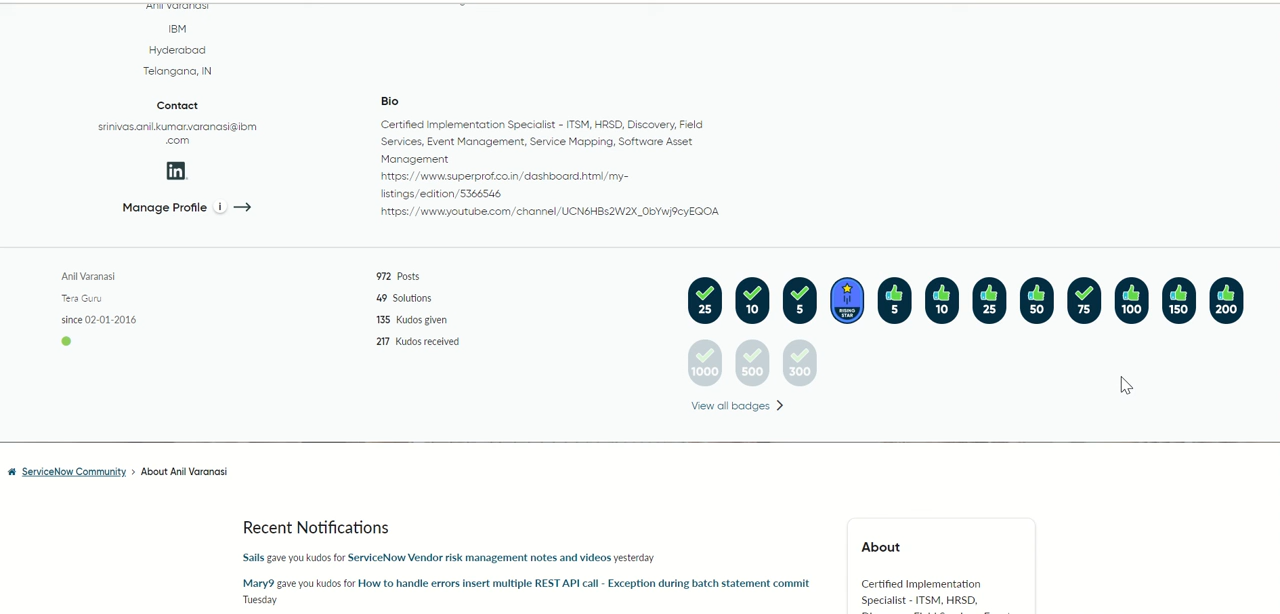 Anil Varanasi
IBM
Hyderabad
Telangana, IN
Contact
srinivas.anil.kumar.varanasi@ibm
.com
in
Manage Profile i
Bio
Certified Implementation Specialist - ITSM, HRSD, Discovery, Field
Services, Event Management, Service Mapping, Software Asset
Management
https://www.superprof.co.in/dashboard.html/my-
listings/edition/5366546
https://www.youtube.com/channel/UCN6HBs2W2X_0bYwj9cyEQOA
Anil Varanasi
Tera Guru
since 02-01-2016
972 Posts
49 Solutions
135 Kudos given
217 Kudos received
25 10 5 RISING STAR 5 10 25 50 75 100 150 200
1000 500 300
View all badges
ServiceNow Community > About Anil Varanasi
Recent Notifications
Sails gave you kudos for ServiceNow Vendor risk management notes and videos yesterday
Mary9 gave you kudos for How to handle errors insert multiple REST API call - Exception during batch statement commit
Tuesday
About
Certified Implementation
Specialist - ITSM, HRSD,